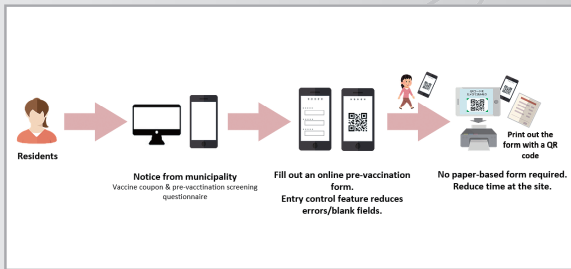 Residents
Notice from municipality
Vaccine coupon & pre-vacctination screening
questionnaire
Fill out an online pre-vaccination
form.
Entry control feature reduces
errors/blank fields.
Print out the
form with a QR
code
No paper-based form required.
Reduce time at the site.